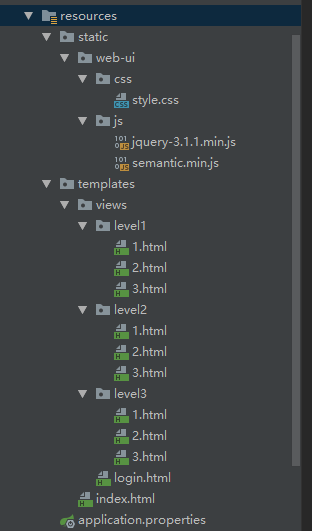 resources
static
web-ui
css
style.css
js
jquery-3.1.1.min.js
semantic.min.js
templates
views
level1
1.html
2.html
3.html
level2
1.html
2.html
3.html
level3
1.html
2.html
3.html
login.html
index.html
application.properties